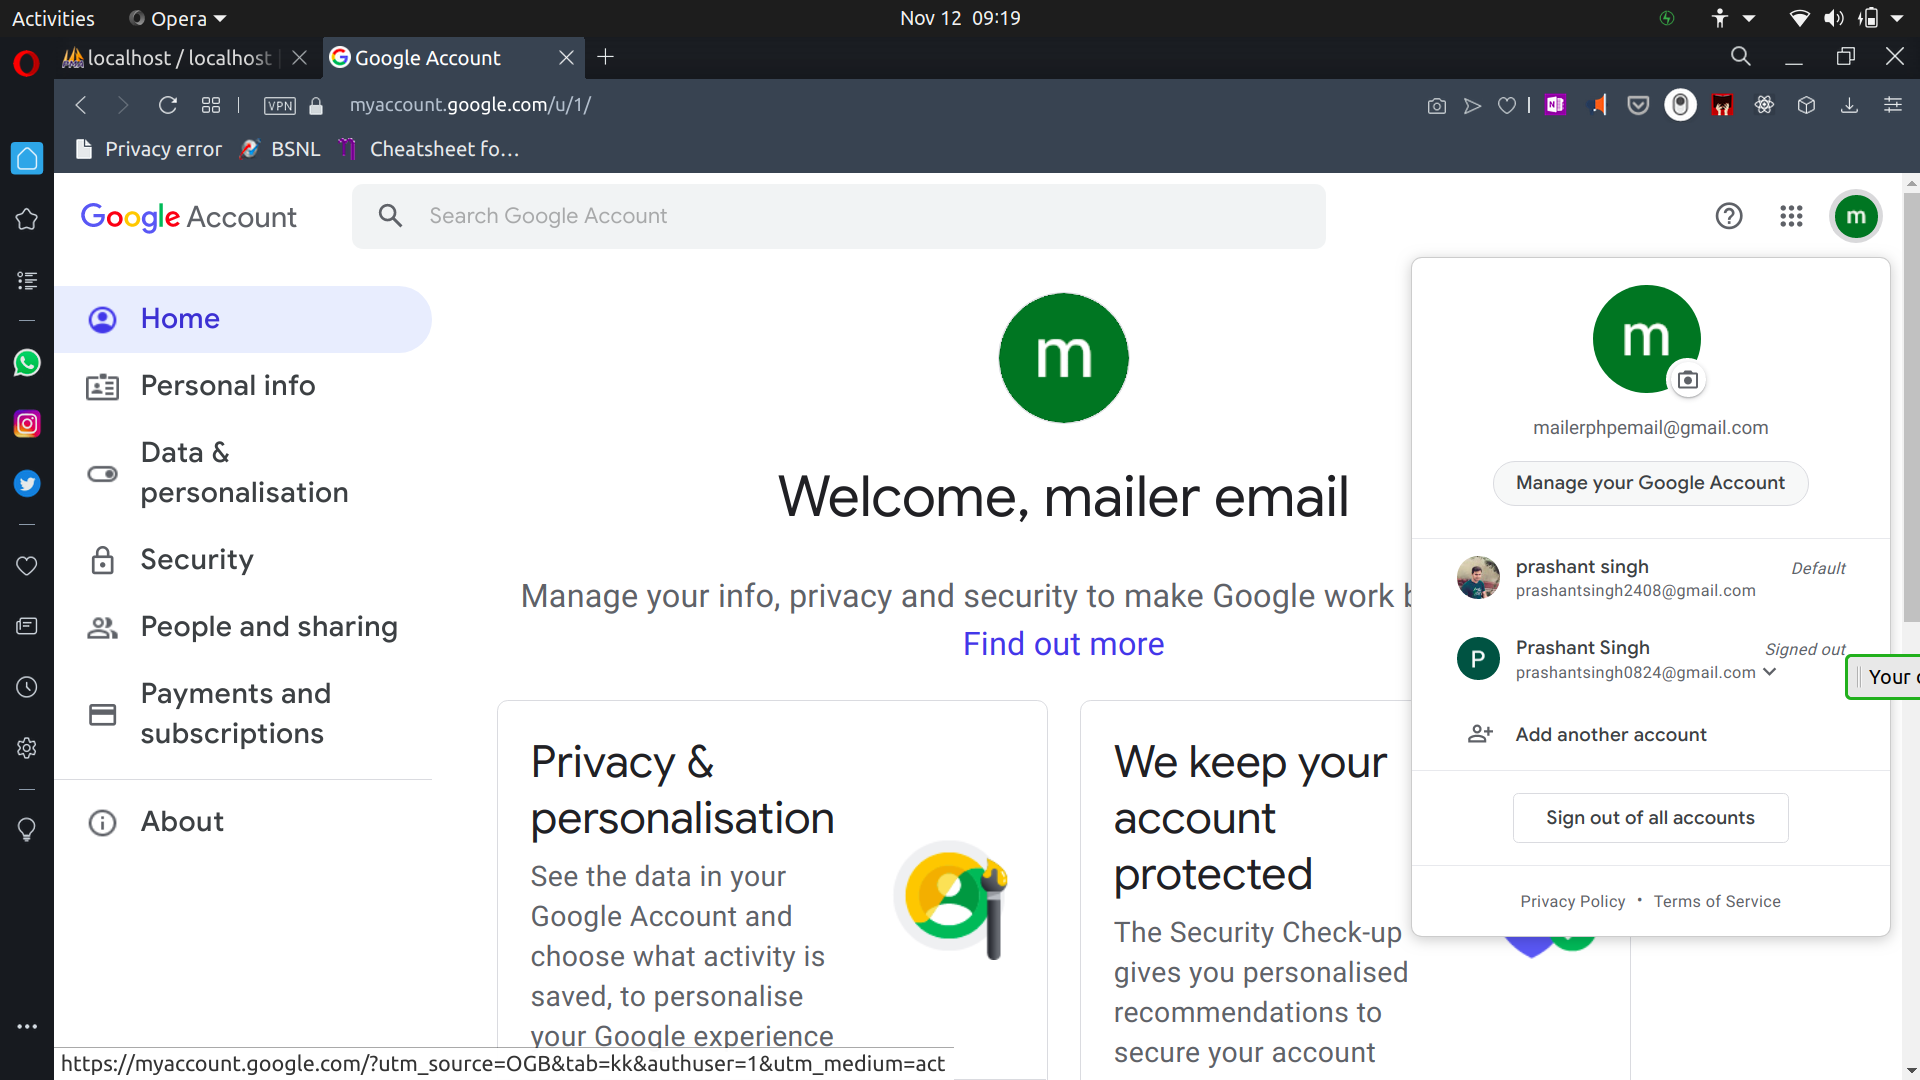 Activities Opera Nov 12 09:19
localhost / localhost Google Account
VPN myaccount.google.com/u/1/
Privacy error BSNL Cheatsheet fo...
Google Account Search Google Account m
Home
Personal info
Data &
personalisation
Security
People and sharing
Payments and
subscriptions
About
m
Welcome, mailer email
Manage your info, privacy and security to make Google work
Find out more
Privacy &
personalisation
See the data in your
Google Account and
choose what activity is
saved, to personalise
your Google experience
We keep your
account
protected
The Security Check-up
gives you personalised
recommendations to
secure your account
m
mailerphpemail@gmail.com
Manage your Google Account
prashant singh Default
prashantsingh2408@gmail.com
P Prashant Singh Signed out
prashantsingh0824@gmail.com
Your
Add another account
Sign out of all accounts
Privacy Policy • Terms of Service
https://myaccount.google.com/?utm_source=OGB&tab=kk&authuser=1&utm_medium=act